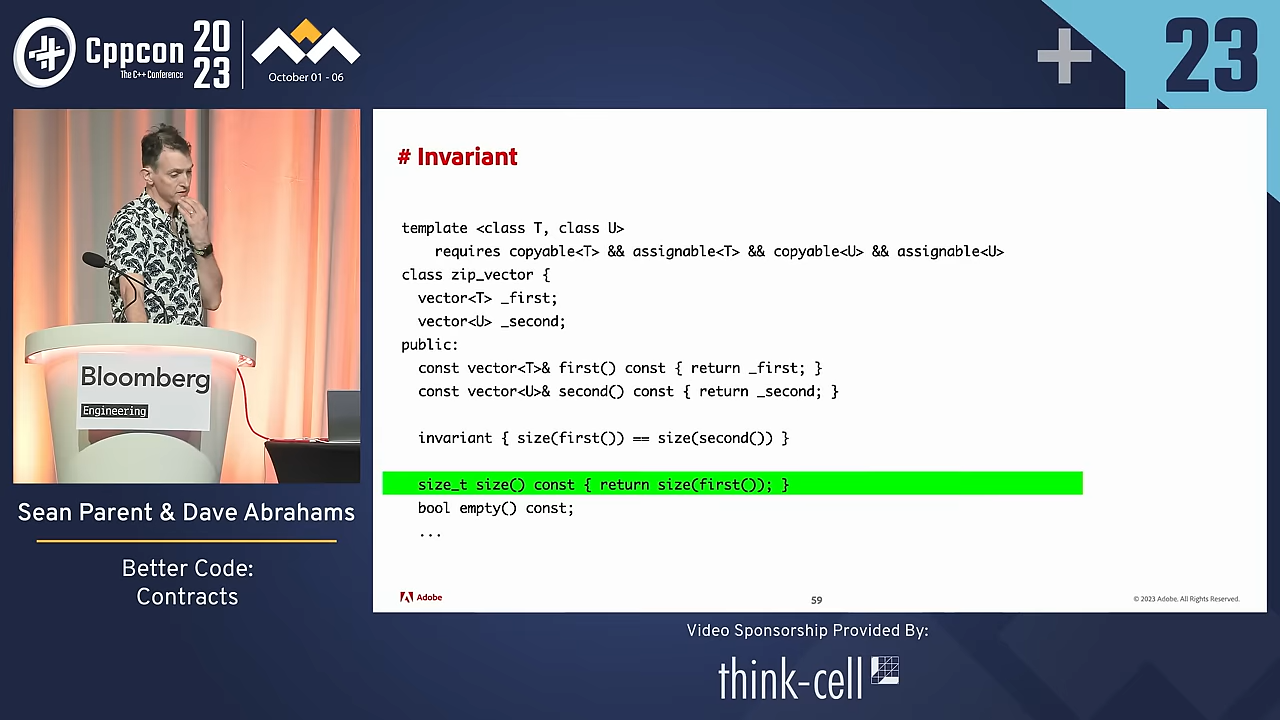 Cppcon
The C++ Conference
20
23
October 01 - 06
23
Bloomberg
Engineering
Sean Parent & Dave Abrahams
Better Code:
Contracts
# Invariant
template <class T, class U>
requires copyable<T> && assignable<T> && copyable<U> && assignable<U>
class zip_vector {
vector<T> _first;
vector<U> _second;
public:
const vector<T>& first() const { return _first; }
const vector<U>& second() const { return _second; }
invariant { size(first()) == size(second()) }
size_t size() const { return size(first()); }
bool empty() const;
...
Adobe
59
© 2023 Adobe. All Rights Reserved.
Video Sponsorship Provided By:
think-cell